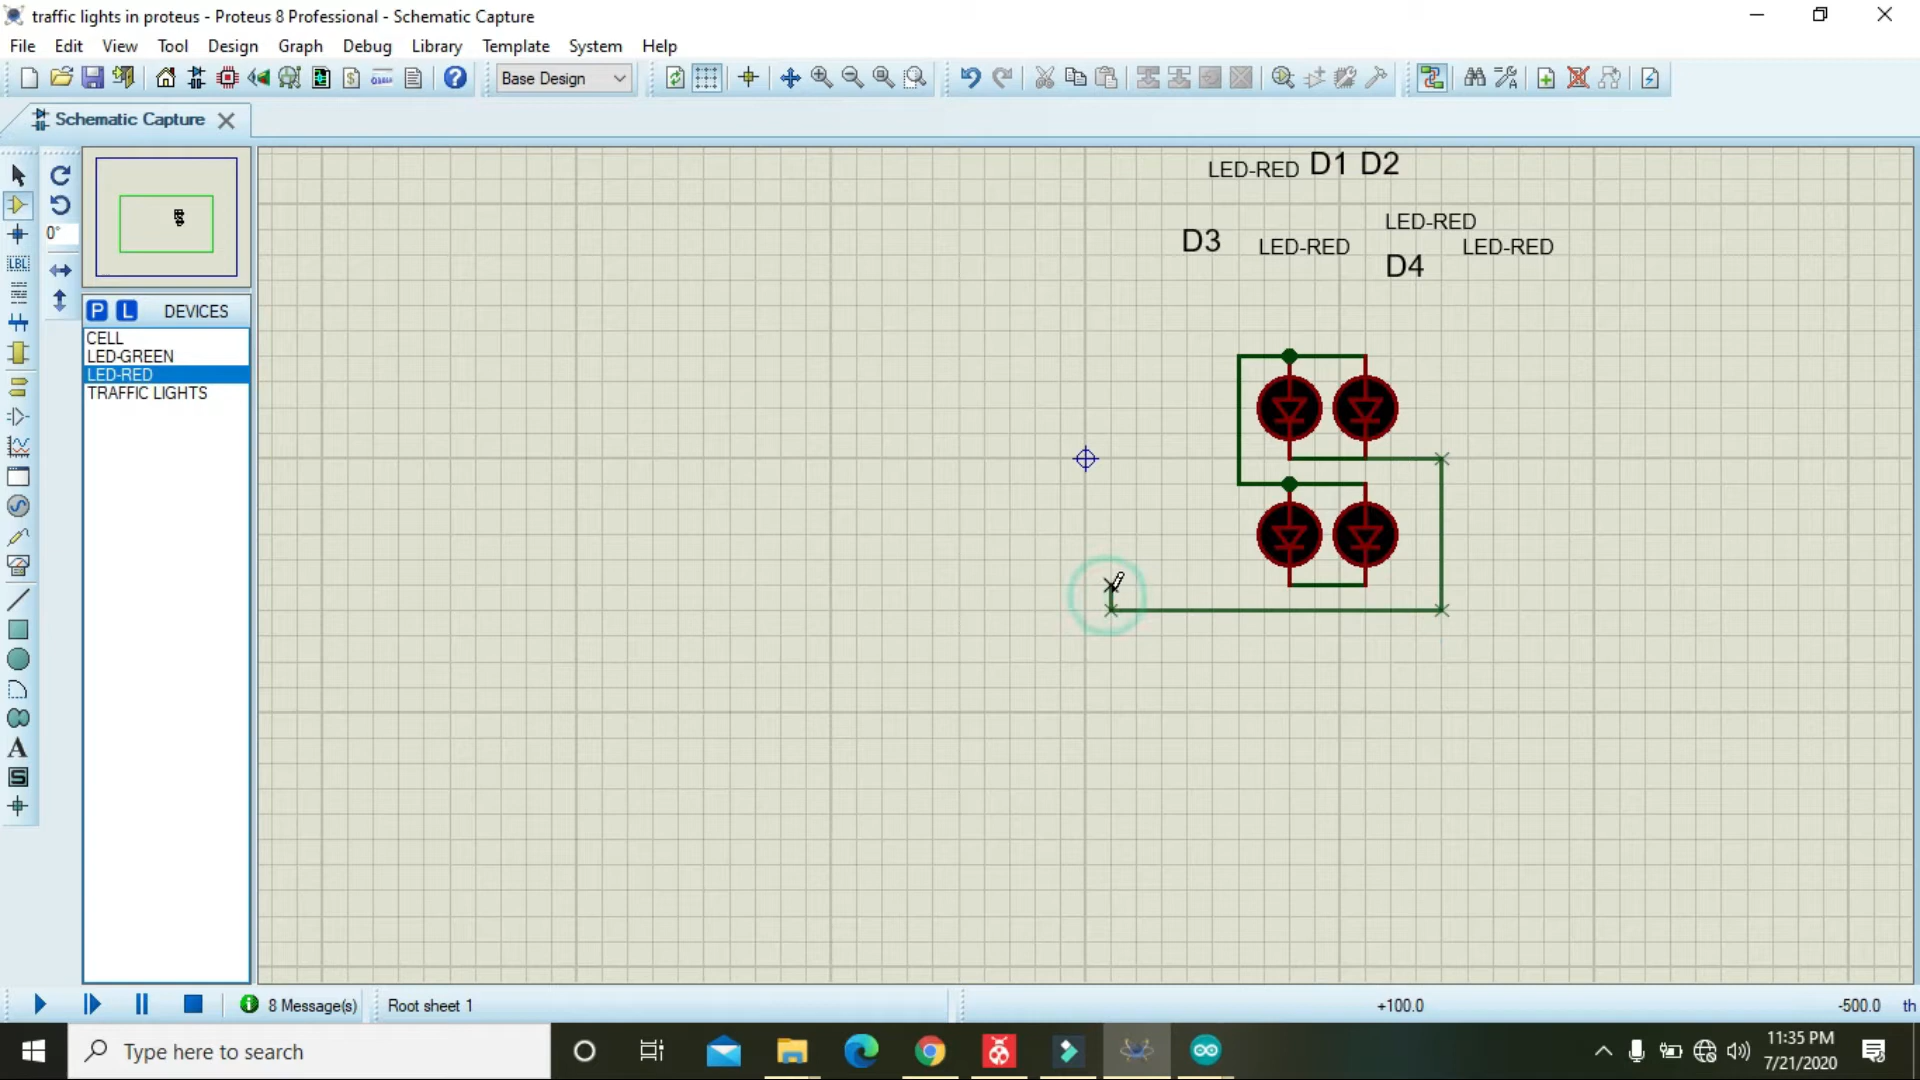 traffic lights in proteus - Proteus 8 Professional - Schematic Capture
File Edit View Tool Design Graph Debug Library Template System Help
Base Design
Schematic Capture
0°
LBL
P L DEVICES
CELL
LED-GREEN
LED-RED
TRAFFIC LIGHTS
A
S
LED-RED D1 D2
LED-RED
D3 LED-RED LED-RED
D4
8 Message(s) Root sheet 1 +100.0 -500.0 th
Type here to search
11:35 PM
7/21/2020